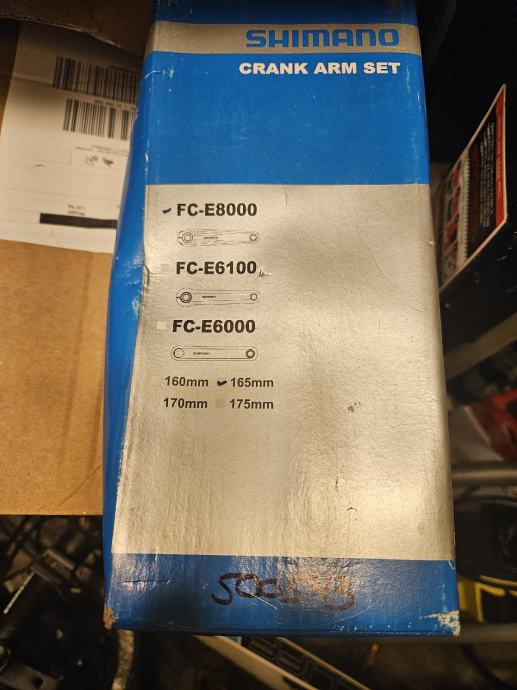 SHIMANO
CRANK ARM SET
FC-E8000
FC-E6100
FC-E6000
160mm 165mm
170mm 175mm